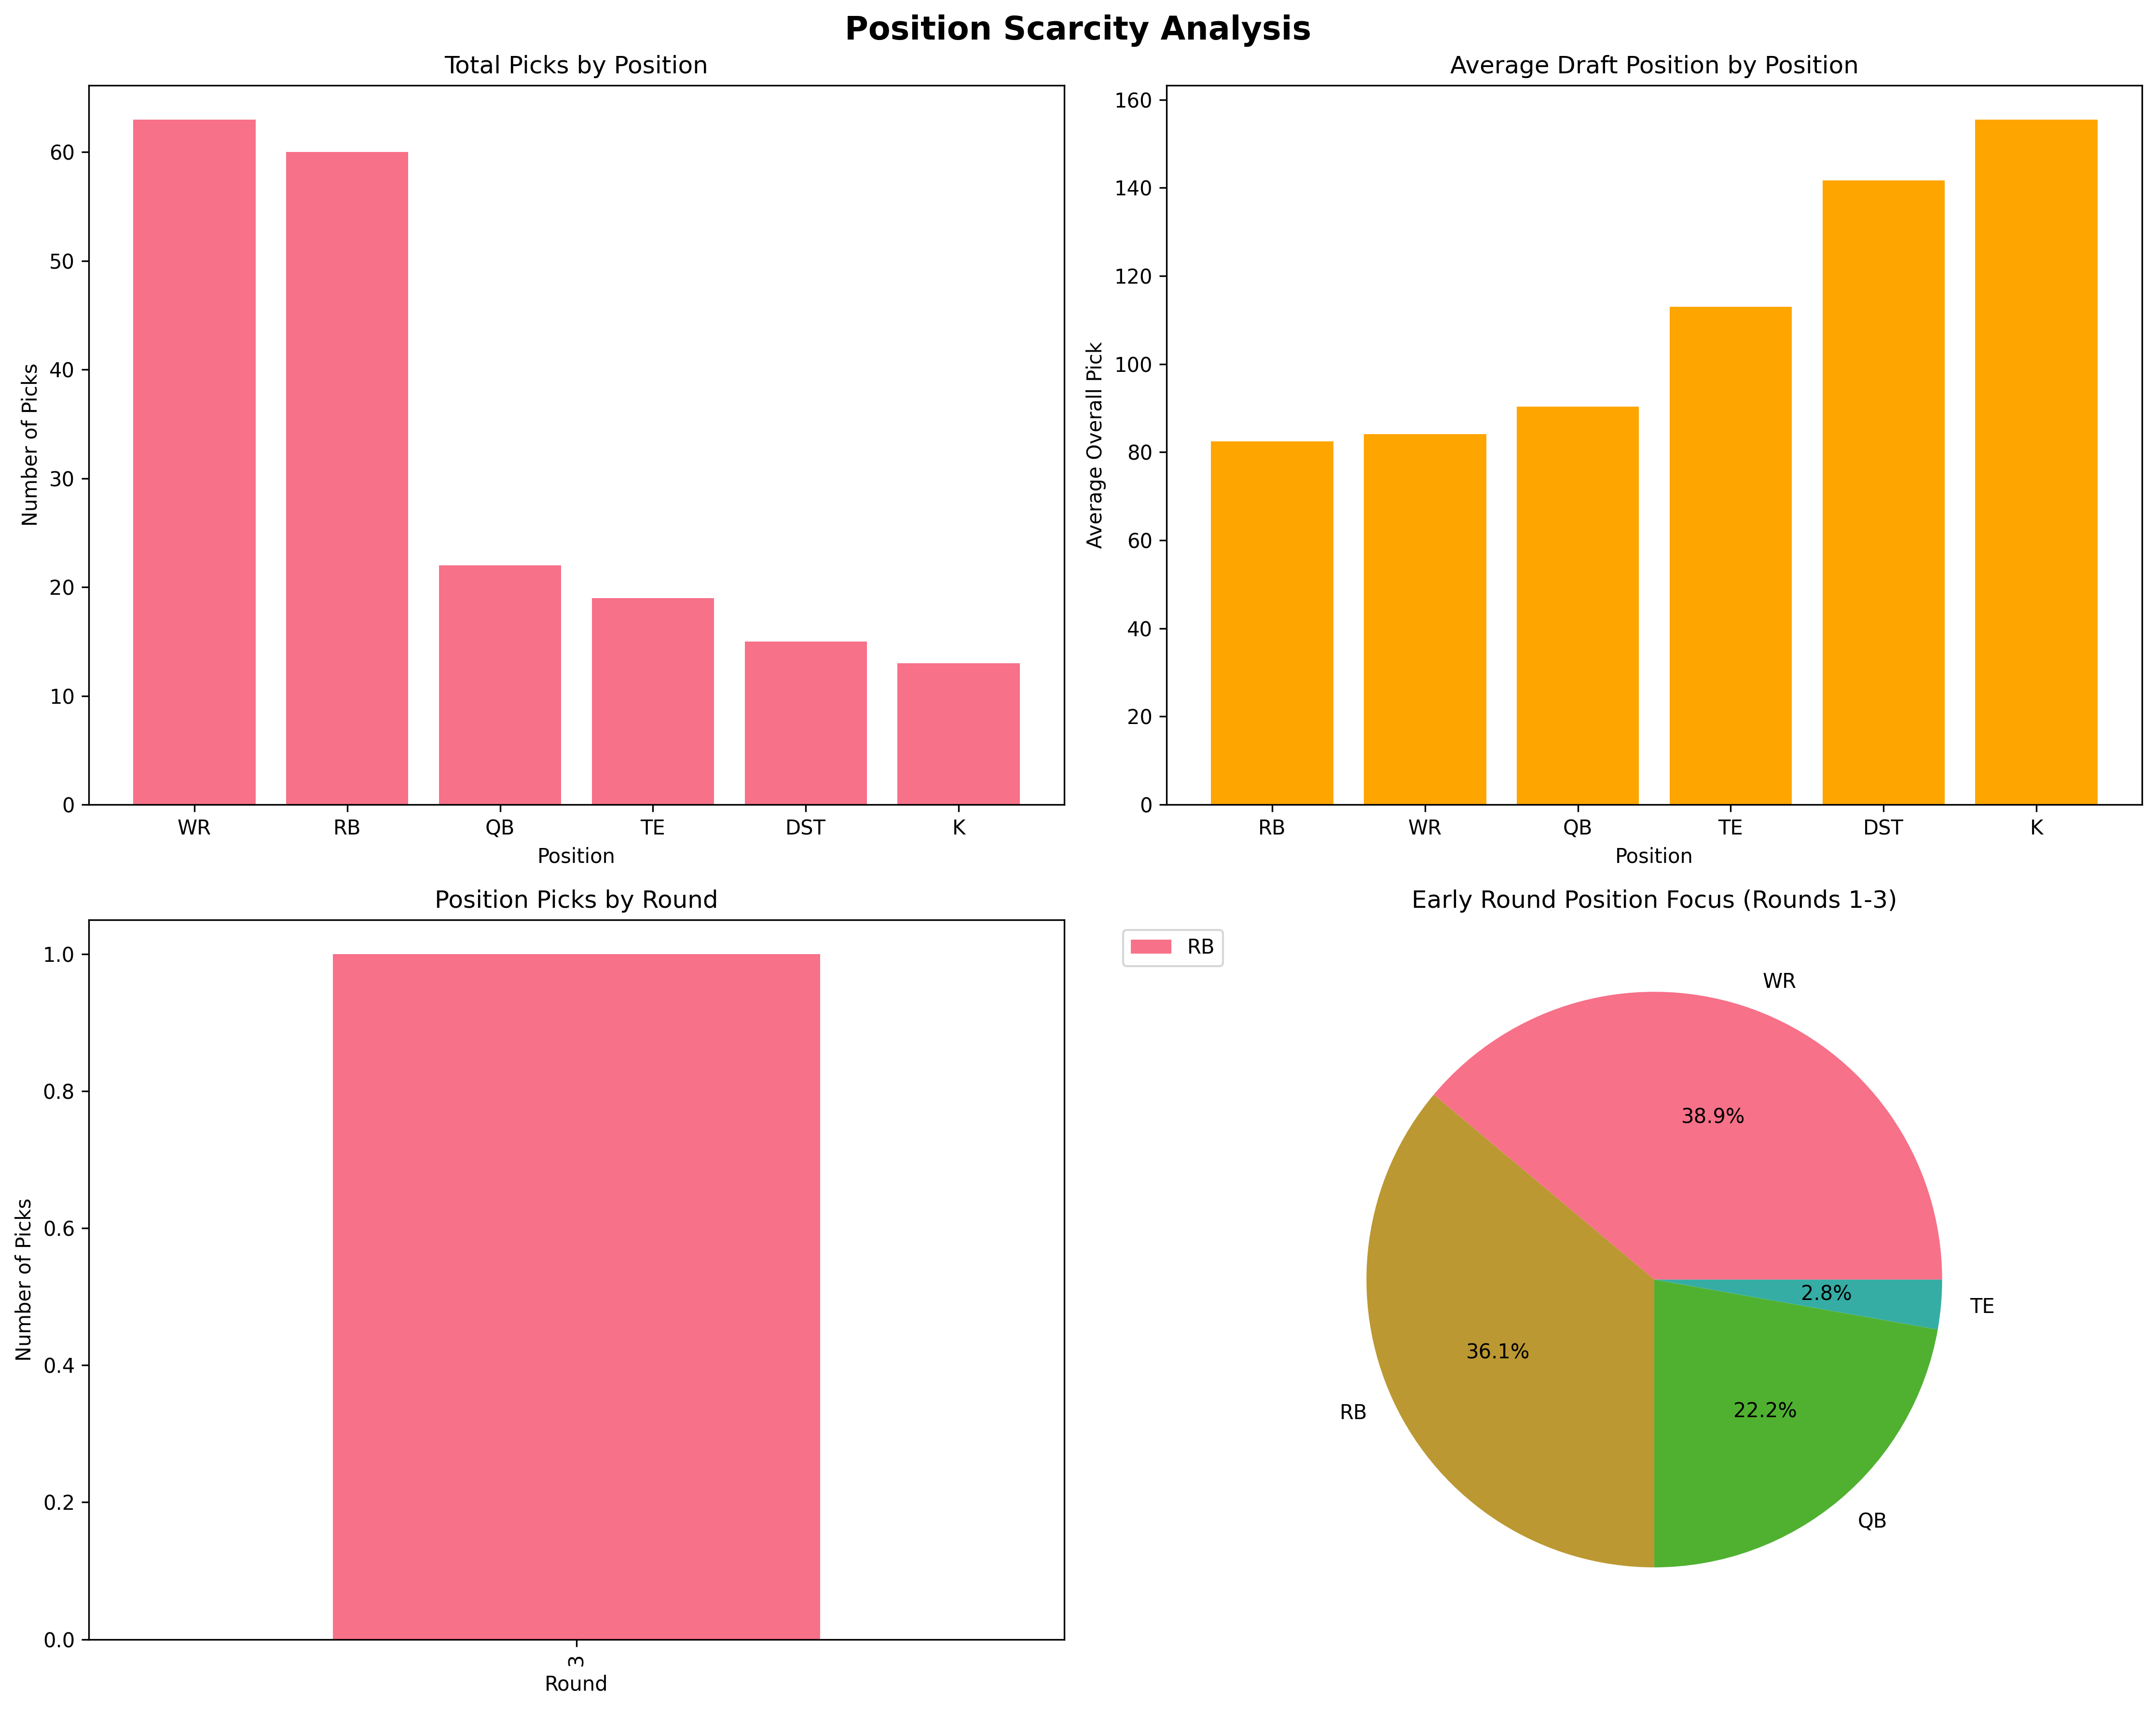 Position Scarcity Analysis
Total Picks by Position
Number of Picks
60
50
40
30
20
10
0
WR RB QB TE DST K
Position
Average Draft Position by Position
Average Overall Pick
160
140
120
100
80
60
40
20
0
RB WR QB TE DST K
Position
Position Picks by Round
Number of Picks
1.0
0.8
0.6
0.4
0.2
0.0
3
Round
RB
Early Round Position Focus (Rounds 1-3)
WR
38.9%
2.8%
TE
36.1%
RB
22.2%
QB